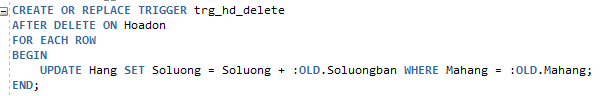 CREATE OR REPLACE TRIGGER trg_hd_delete
AFTER DELETE ON Hoadon
FOR EACH ROW
BEGIN
    UPDATE Hang SET Soluong = Soluong + :OLD.Soluongban WHERE Mahang = :OLD.Mahang;
END;